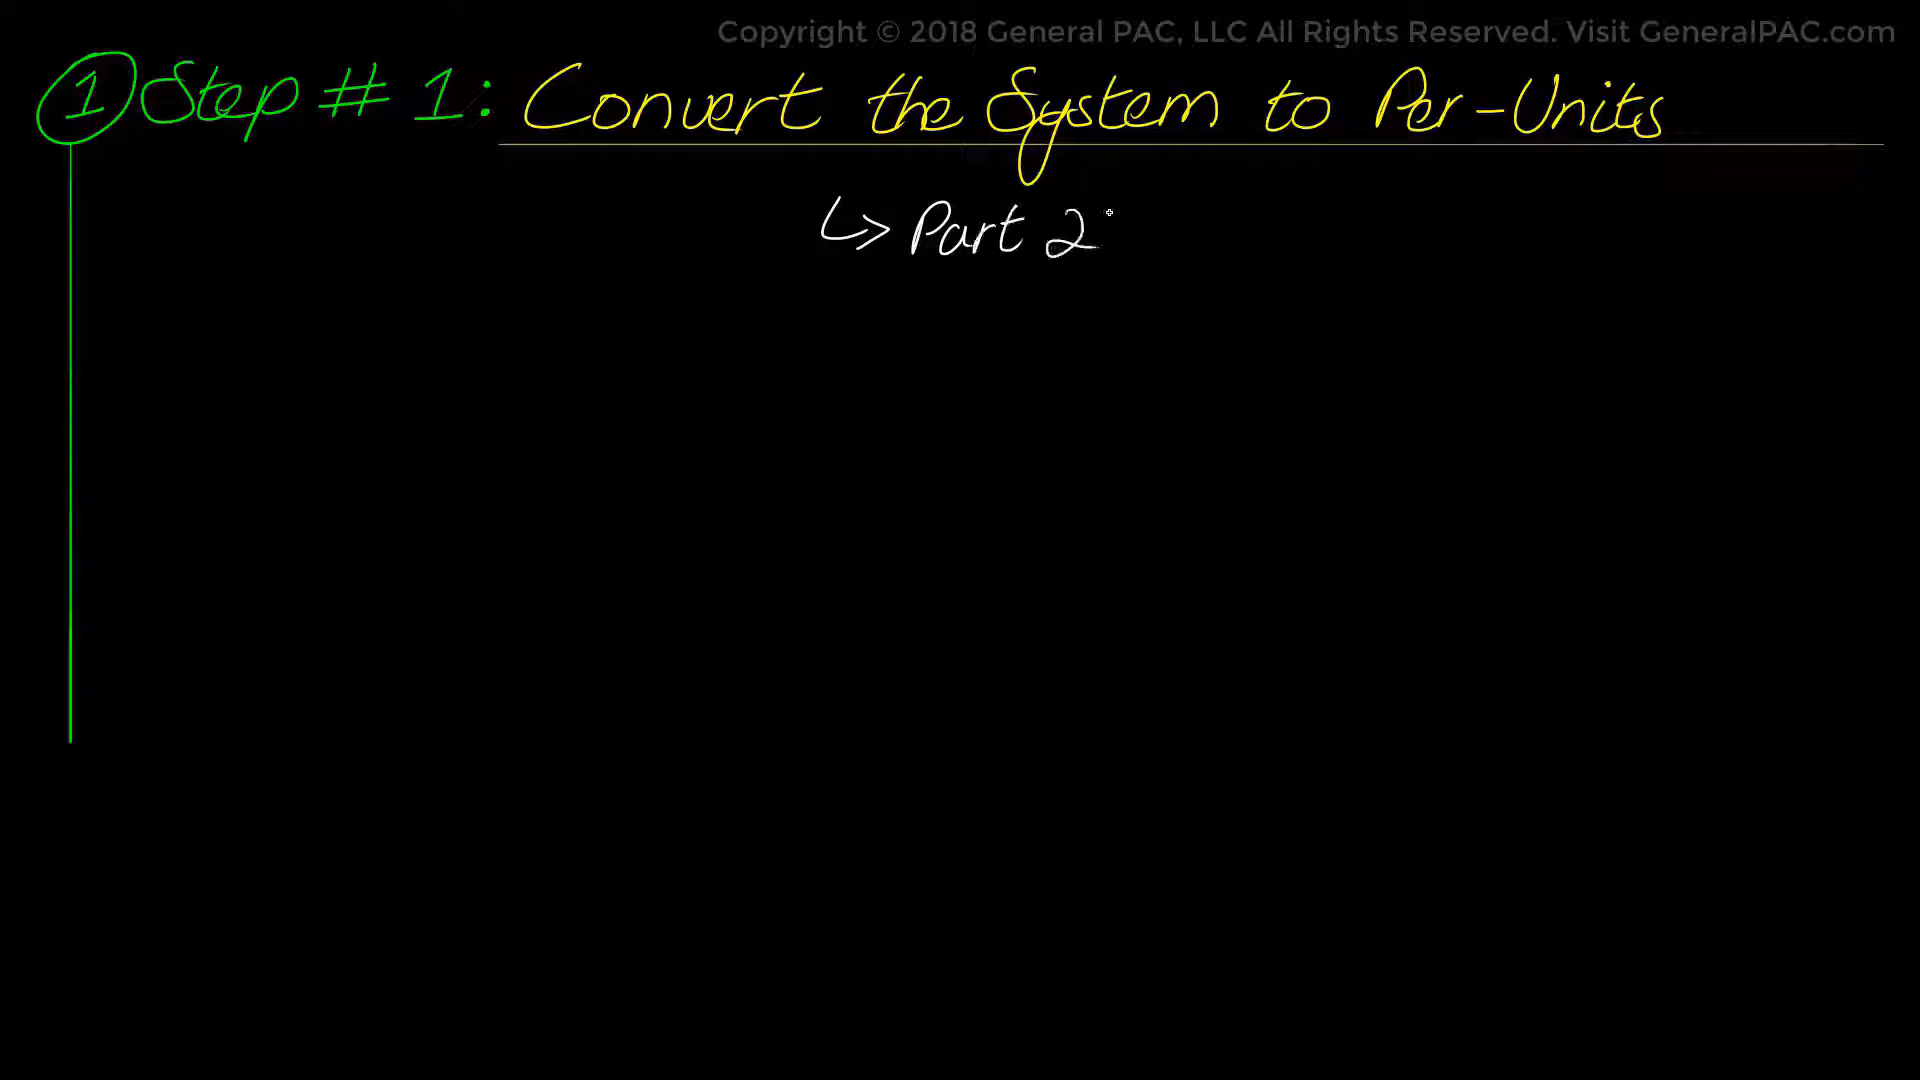 Copyright © 2018 General PAC, LLC All Rights Reserved. Visit GeneralPAC.com
1 Step # 1: Convert the System to Per-Units
↳ Part 2